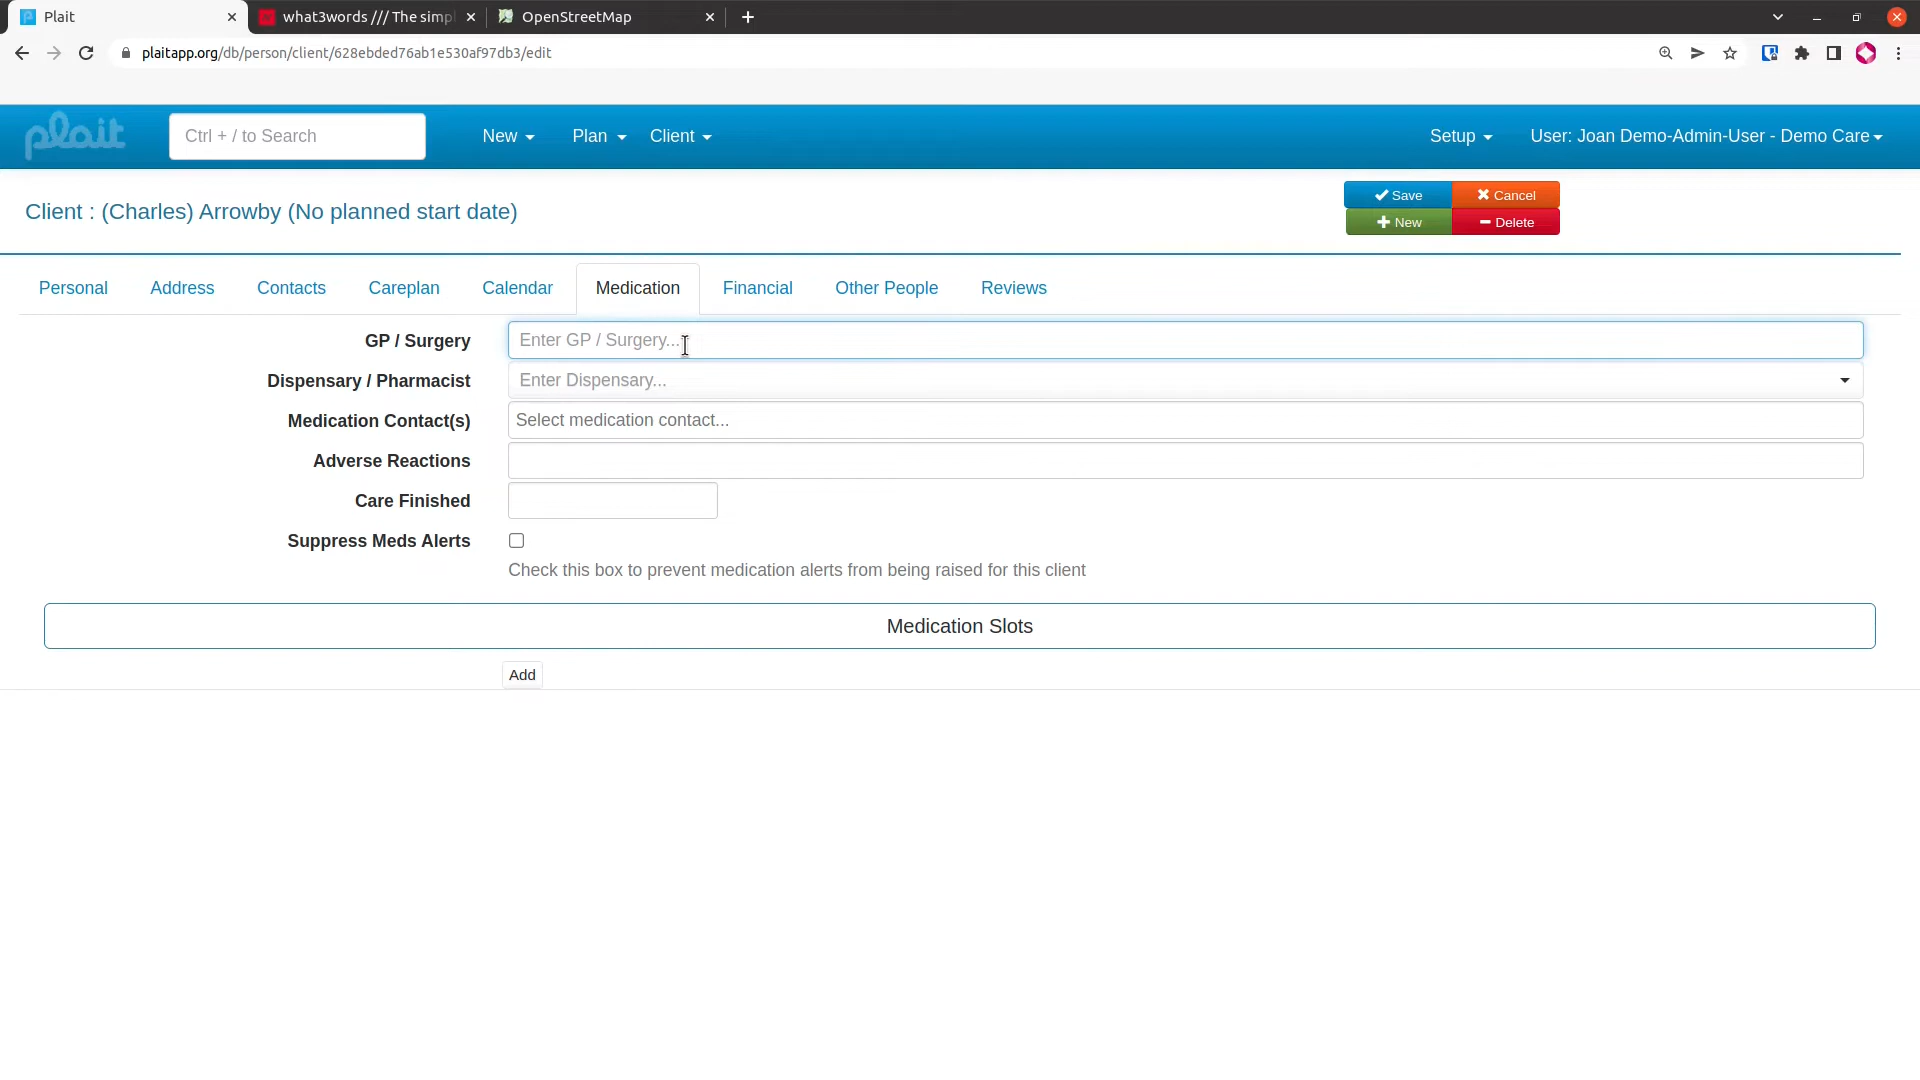 Plait
what3words /// The simp
OpenStreetMap
plaitapp.org/db/person/client/628ebded76ab1e530af97db3/edit
plait
Ctrl + / to Search
New
Plan
Client
Setup
User: Joan Demo-Admin-User - Demo Care
Client : (Charles) Arrowby (No planned start date)
Save
Cancel
New
Delete
Personal
Address
Contacts
Careplan
Calendar
Medication
Financial
Other People
Reviews
GP / Surgery
Enter GP / Surgery...
Dispensary / Pharmacist
Enter Dispensary...
Medication Contact(s)
Select medication contact...
Adverse Reactions
Care Finished
Suppress Meds Alerts
Check this box to prevent medication alerts from being raised for this client
Medication Slots
Add